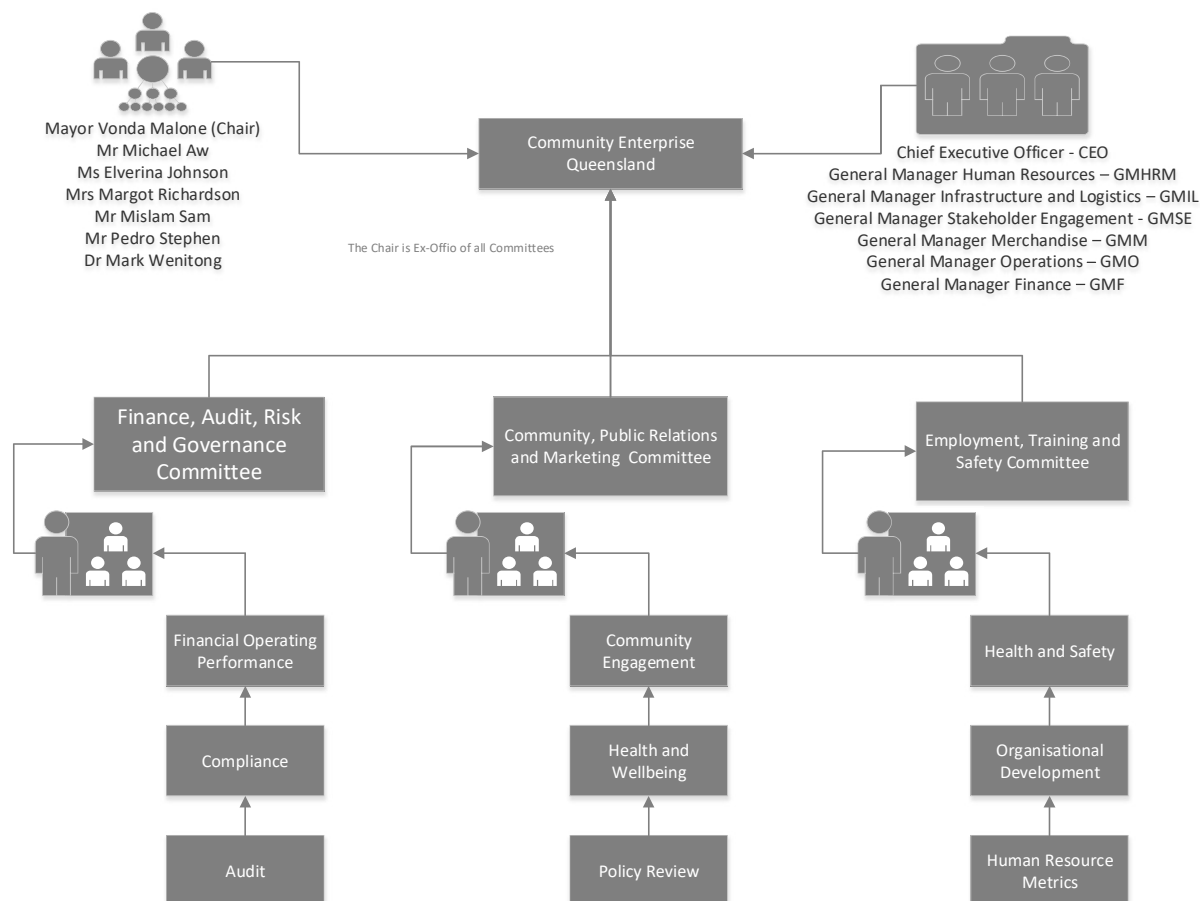 Mayor Vonda Malone (Chair)
Mr Michael Aw
Ms Elverina Johnson
Mrs Margot Richardson
Mr Mislam Sam
Mr Pedro Stephen
Dr Mark Wenitong
Community Enterprise
Queensland
Chief Executive Officer - CEO
General Manager Human Resources – GMHRM
General Manager Infrastructure and Logistics – GMIL
General Manager Stakeholder Engagement - GMSE
General Manager Merchandise – GMM
General Manager Operations – GMO
General Manager Finance – GMF
The Chair is Ex-Offio of all Committees
Finance, Audit, Risk
and Governance
Committee
Community, Public Relations
and Marketing Committee
Employment, Training and
Safety Committee
Financial Operating
Performance
Community
Engagement
Health and Safety
Compliance
Health and
Wellbeing
Organisational
Development
Audit
Policy Review
Human Resource
Metrics